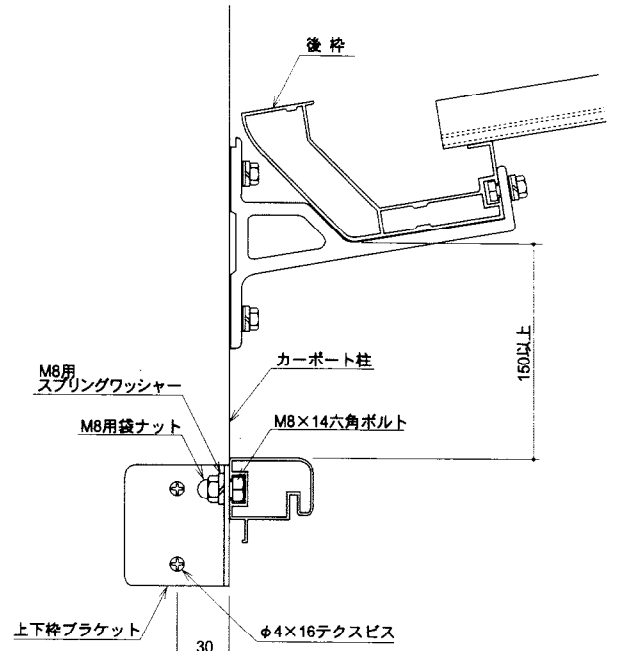 後枠
カーポート柱
150以上
M8用
スプリングワッシャー
M8用袋ナット
M8×14六角ボルト
上下枠ブラケット
30
φ4×16テクスビス